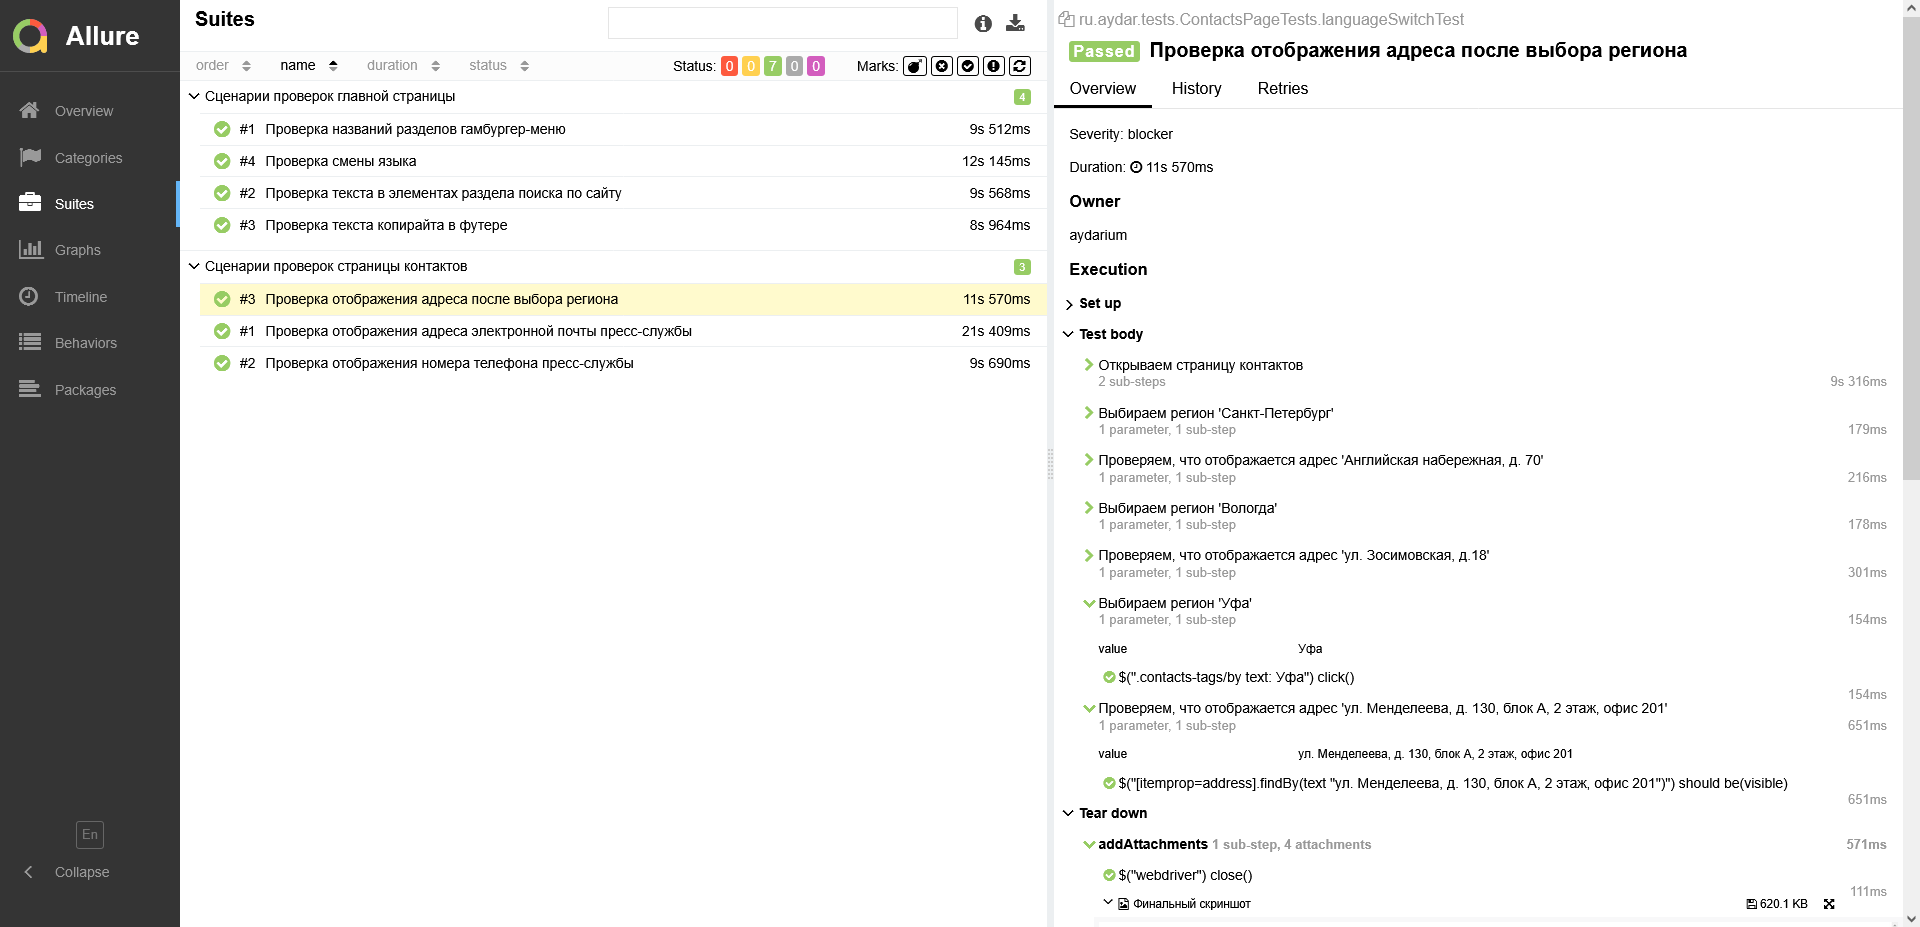 Allure
Overview
Categories
Suites
Graphs
Timeline
Behaviors
Packages
En
Collapse
Suites
order name duration status Status: 0 0 7 0 0 Marks:
Сценарии проверок главной страницы 4
#1 Проверка названий разделов гамбургер-меню 9s 512ms
#4 Проверка смены языка 12s 145ms
#2 Проверка текста в элементах раздела поиска по сайту 9s 568ms
#3 Проверка текста копирайта в футере 8s 964ms
Сценарии проверок страницы контактов 3
#3 Проверка отображения адреса после выбора региона 11s 570ms
#1 Проверка отображения адреса электронной почты пресс-службы 21s 409ms
#2 Проверка отображения номера телефона пресс-службы 9s 690ms
ru.aydar.tests.ContactsPageTests.languageSwitchTest
Passed Проверка отображения адреса после выбора региона
Overview History Retries
Severity: blocker
Duration: 11s 570ms
Owner
aydarium
Execution
Set up
Test body
Открываем страницу контактов
2 sub-steps 9s 316ms
Выбираем регион 'Санкт-Петербург'
1 parameter, 1 sub-step 179ms
Проверяем, что отображается адрес 'Английская набережная, д. 70'
1 parameter, 1 sub-step 216ms
Выбираем регион 'Вологда'
1 parameter, 1 sub-step 178ms
Проверяем, что отображается адрес 'ул. Зосимовская, д.18'
1 parameter, 1 sub-step 301ms
Выбираем регион 'Уфа'
1 parameter, 1 sub-step 154ms
value Уфа
$(".contacts-tags/by text: Уфа") click()
154ms
Проверяем, что отображается адрес 'ул. Менделеева, д. 130, блок А, 2 этаж, офис 201'
1 parameter, 1 sub-step 651ms
value ул. Менделеева, д. 130, блок А, 2 этаж, офис 201
$("[itemprop=address].findBy(text "ул. Менделеева, д. 130, блок А, 2 этаж, офис 201")") should be(visible)
651ms
Tear down
addAttachments 1 sub-step, 4 attachments 571ms
$("webdriver") close()
111ms
Финальный скриншот 620.1 KB